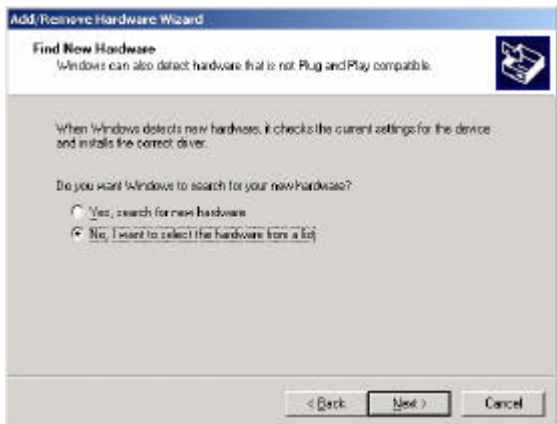 Add/Remove Hardware Wizard
Find New Hardware
Windows can also detect hardware that is not Plug and Play compatible.
When Windows detects new hardware, it checks the current settings for the device
and installs the correct driver.
Do you want Windows to search for your new hardware?
Yes, search for new hardware
No, I want to select the hardware from a list
< Back
Next >
Cancel